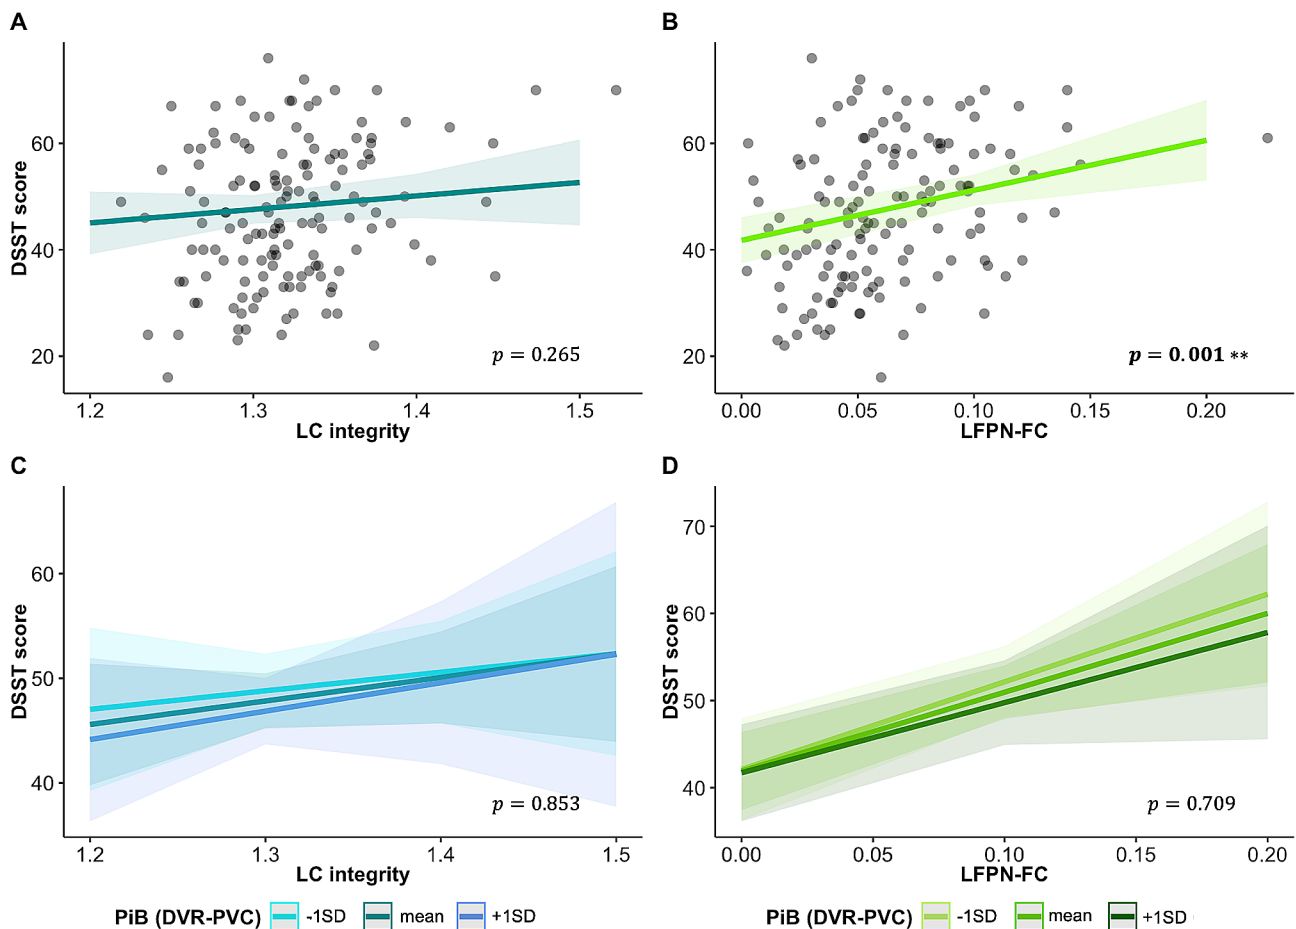 A
DSST score
60
40
20
p = 0.265
1.2 1.3 1.4 1.5
LC integrity
B
DSST score
60
40
20
p = 0.001 **
0.00 0.05 0.10 0.15 0.20
LFPN-FC
C
DSST score
60
50
40
p = 0.853
1.2 1.3 1.4 1.5
LC integrity
PiB (DVR-PVC) -1SD mean +1SD
D
DSST score
70
60
50
40
p = 0.709
0.00 0.05 0.10 0.15 0.20
LFPN-FC
PiB (DVR-PVC) -1SD mean +1SD